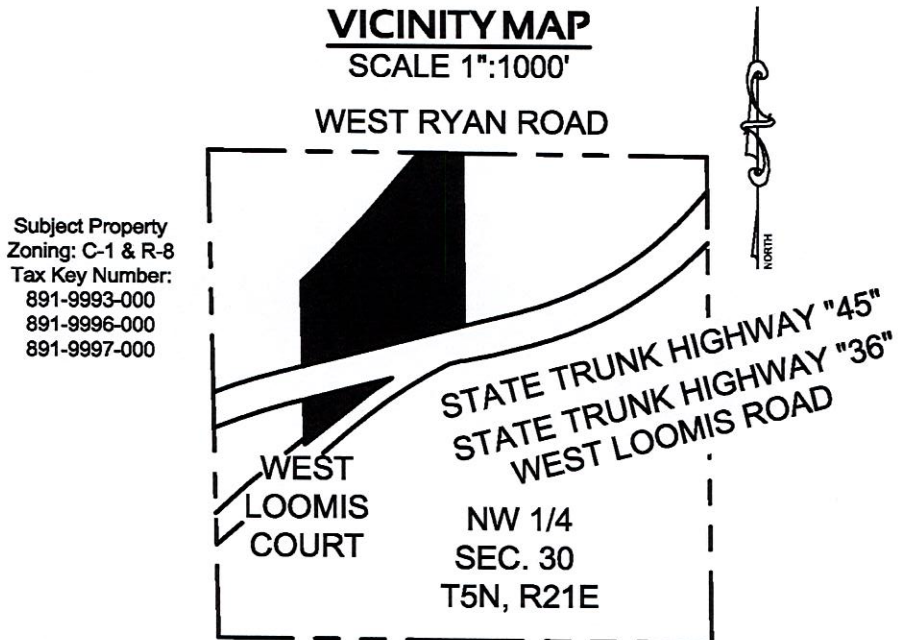 VICINITY MAP
SCALE 1":1000'
WEST RYAN ROAD
Subject Property
Zoning: C-1 & R-8
Tax Key Number:
891-9993-000
891-9996-000
891-9997-000
NORTH
STATE TRUNK HIGHWAY "45"
STATE TRUNK HIGHWAY "36"
WEST LOOMIS ROAD
WEST
LOOMIS
COURT
NW 1/4
SEC. 30
T5N, R21E